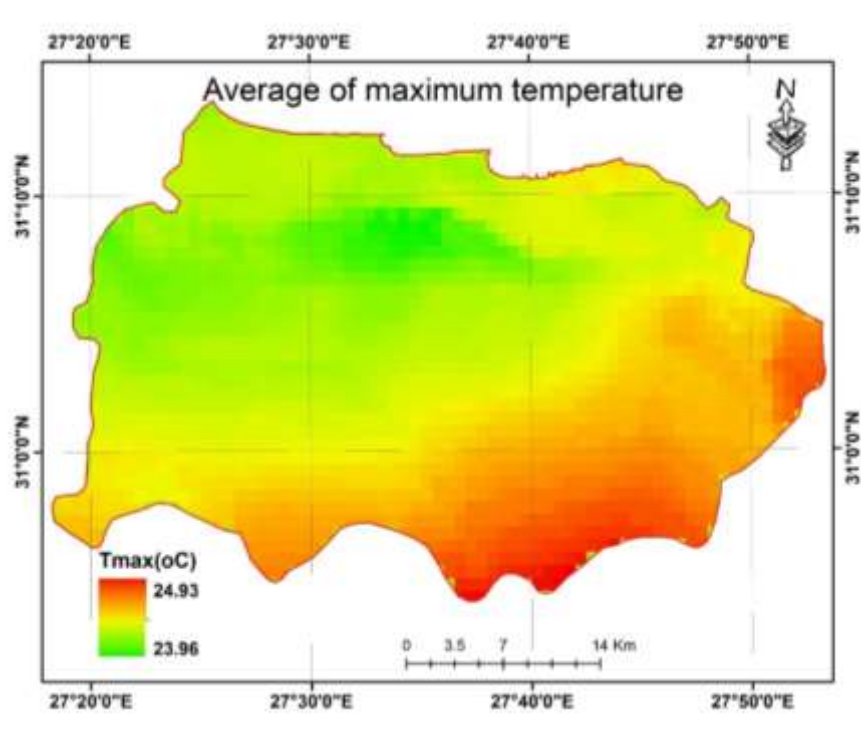 27°20'0"E 27°30'0"E 27°40'0"E 27°50'0"E
Average of maximum temperature
N
31°10'0"N 31°10'0"N
31°0'0"N 31°0'0"N
Tmax(oC)
24.93
23.96
0 3.5 7 14 Km
27°20'0"E 27°30'0"E 27°40'0"E 27°50'0"E